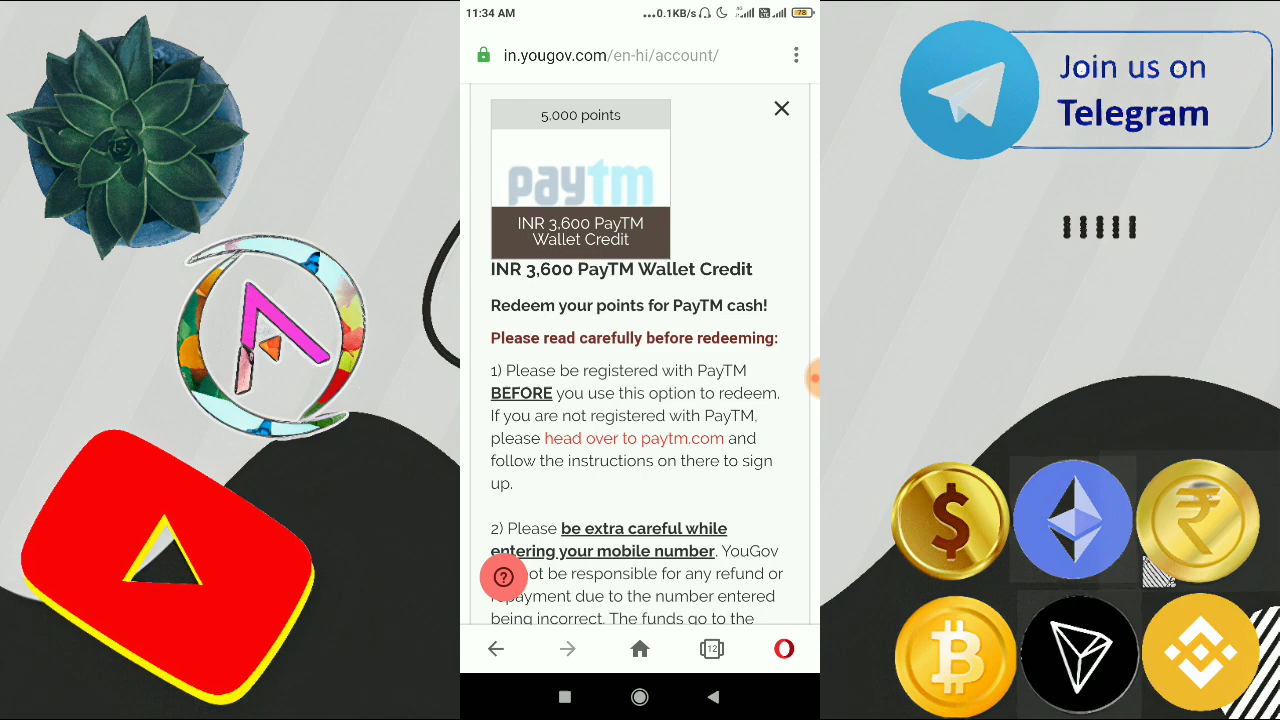 11:34 AM
...0.1KB/s
78
in.yougov.com/en-hi/account/
Join us on
Telegram
5,000 points
paytm
INR 3,600 PayTM
Wallet Credit
INR 3,600 PayTM Wallet Credit
Redeem your points for PayTM cash!
Please read carefully before redeeming:
1) Please be registered with PayTM
BEFORE you use this option to redeem.
If you are not registered with PayTM,
please head over to paytm.com and
follow the instructions on there to sign
up.
2) Please be extra careful while
entering your mobile number. YouGov
ot be responsible for any refund or
payment due to the number entered
being incorrect. The funds go to the
12